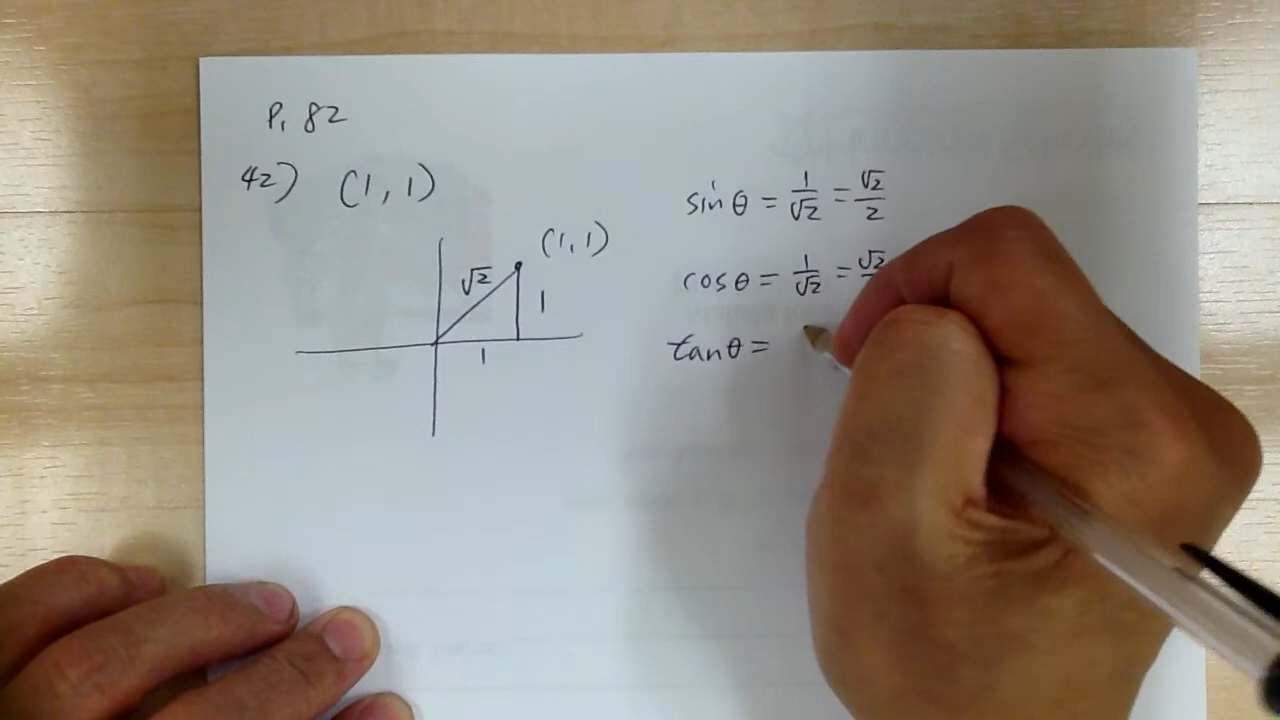 P. 82
42) (1, 1)
(1, 1)
√2
1
1
sin θ = 1/√2 = √2/2
cos θ = 1/√2 = √2
tan θ =